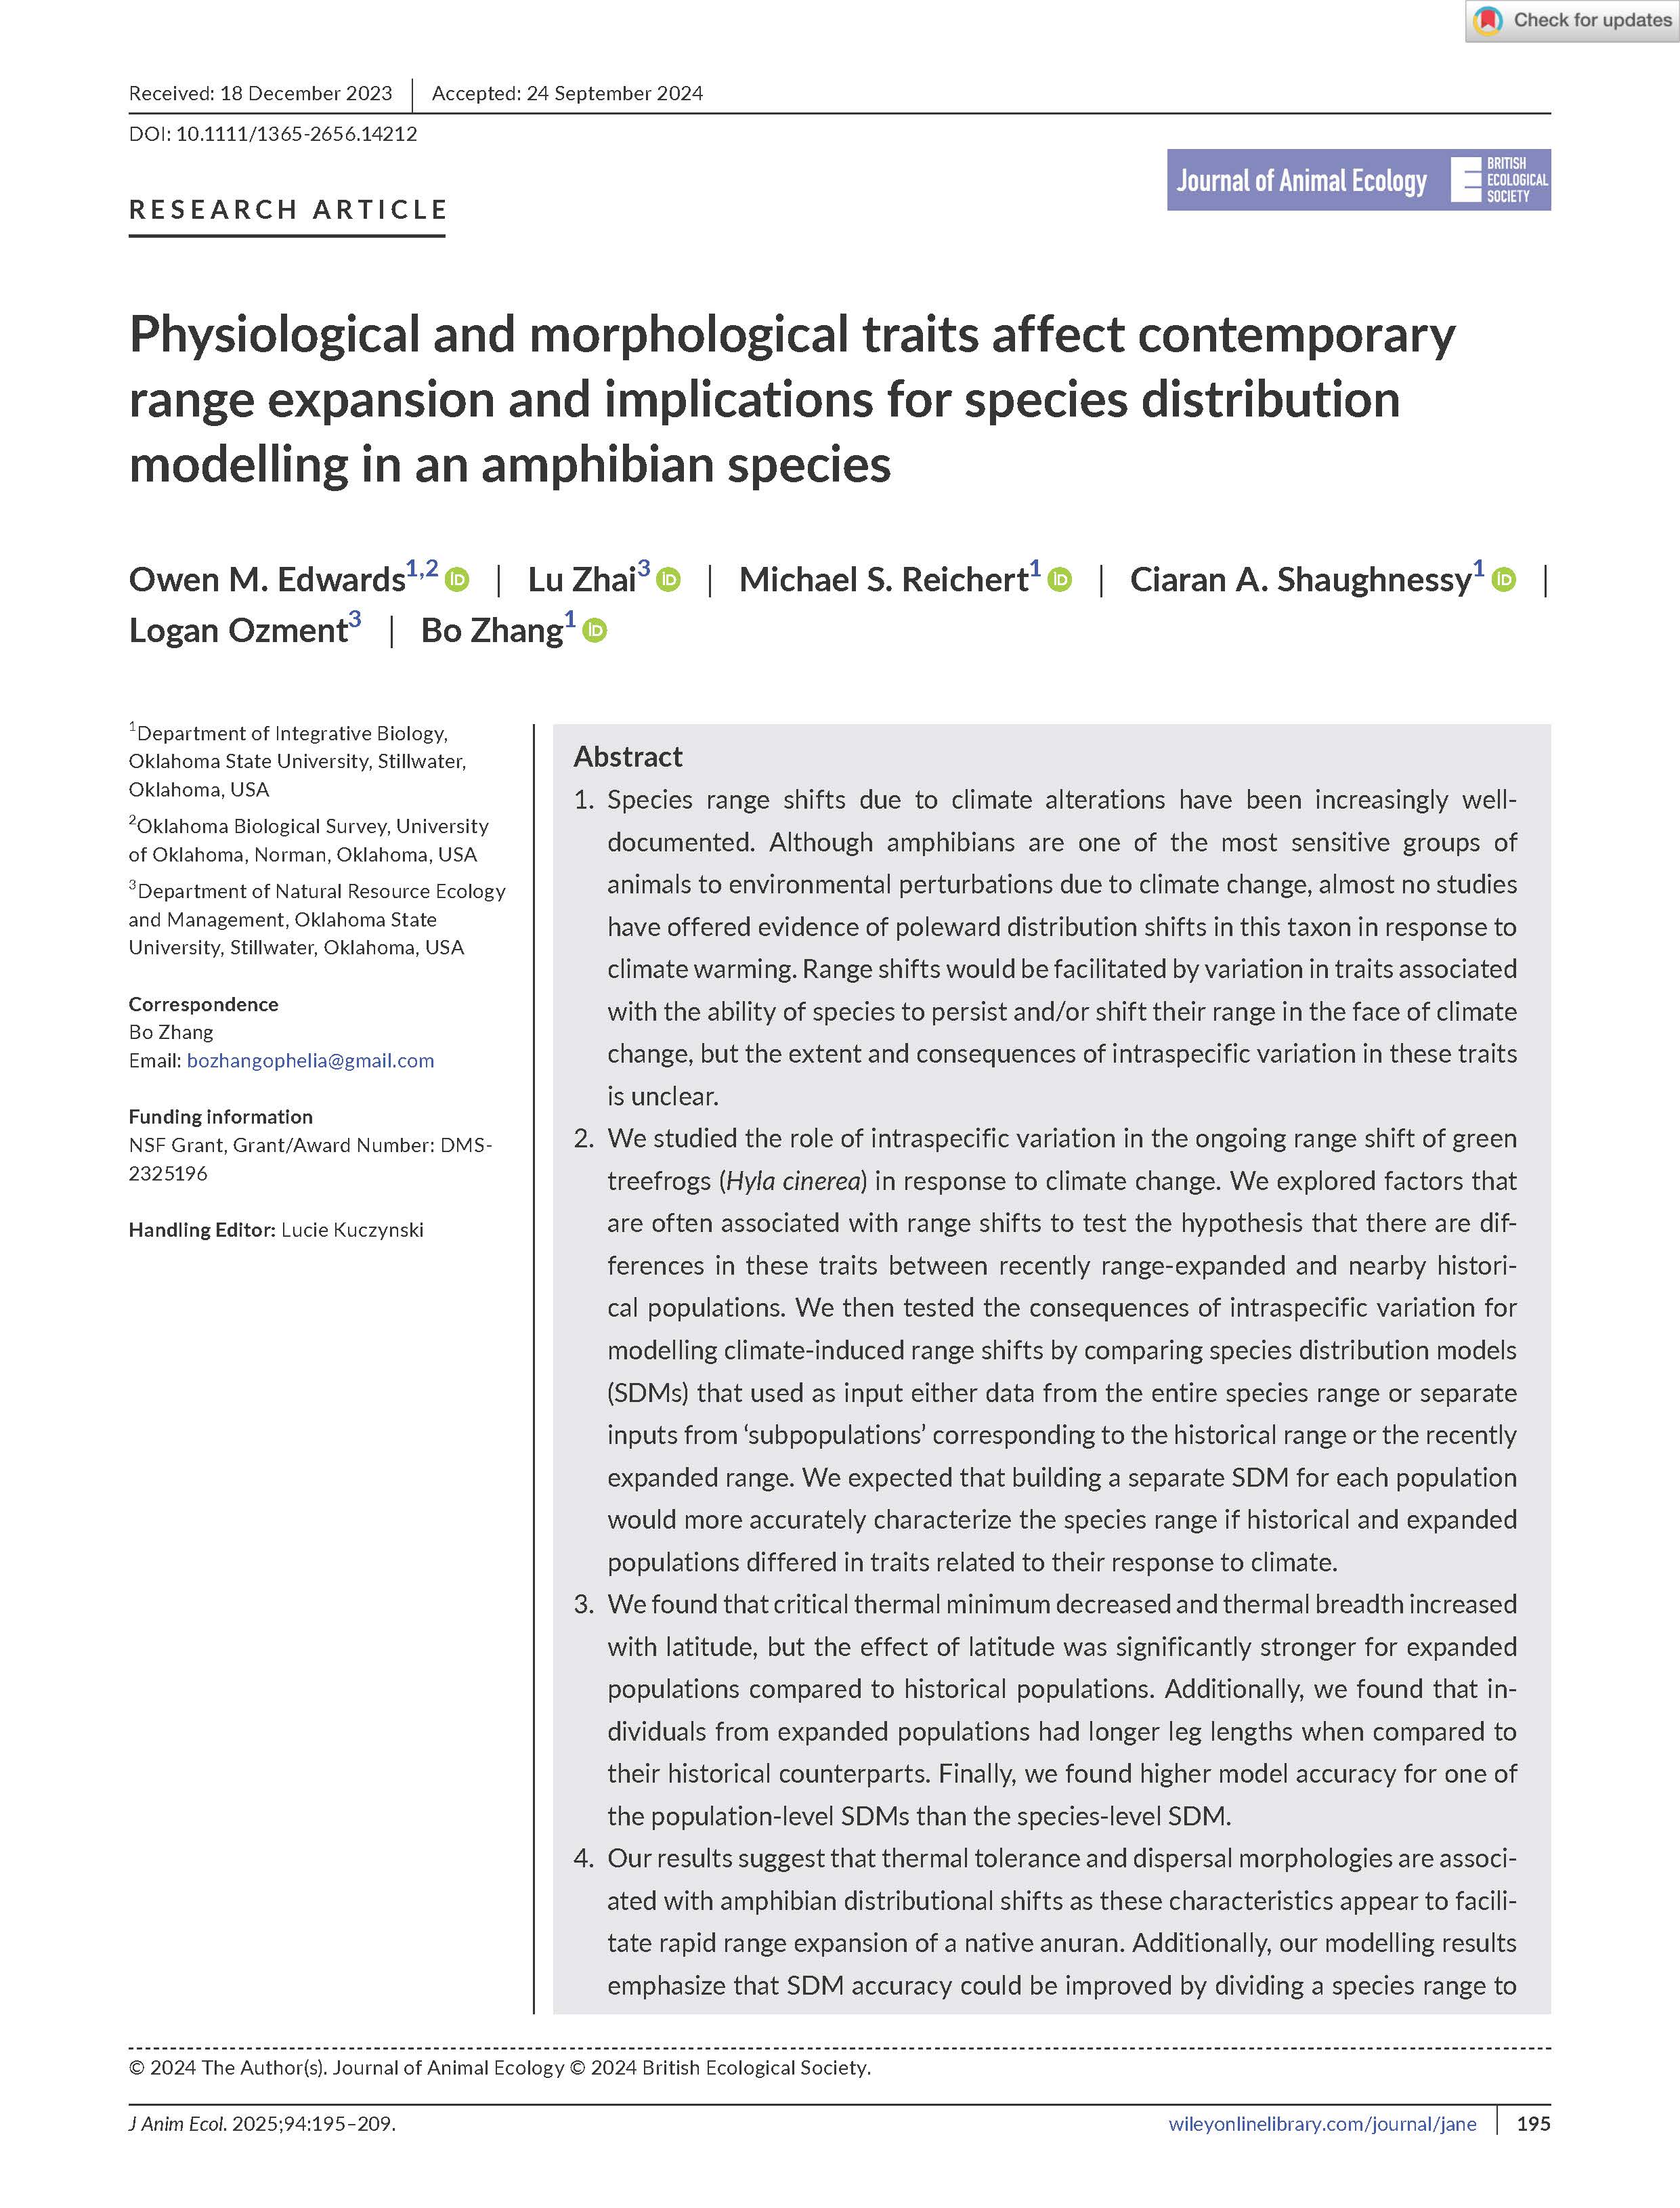 Check for updates
Received: 18 December 2023 | Accepted: 24 September 2024
DOI: 10.1111/1365-2656.14212
RESEARCH ARTICLE
Journal of Animal Ecology
BRITISH
ECOLOGICAL
SOCIETY
Physiological and morphological traits affect contemporary
range expansion and implications for species distribution
modelling in an amphibian species
Owen M. Edwards1,2 | Lu Zhai3 | Michael S. Reichert1 | Ciaran A. Shaughnessy1 |
Logan Ozment3 | Bo Zhang1
1Department of Integrative Biology,
Oklahoma State University, Stillwater,
Oklahoma, USA
2Oklahoma Biological Survey, University
of Oklahoma, Norman, Oklahoma, USA
3Department of Natural Resource Ecology
and Management, Oklahoma State
University, Stillwater, Oklahoma, USA
Correspondence
Bo Zhang
Email: bozhangophelia@gmail.com
Funding information
NSF Grant, Grant/Award Number: DMS-
2325196
Handling Editor: Lucie Kuczynski
Abstract
1. Species range shifts due to climate alterations have been increasingly well-
documented. Although amphibians are one of the most sensitive groups of
animals to environmental perturbations due to climate change, almost no studies
have offered evidence of poleward distribution shifts in this taxon in response to
climate warming. Range shifts would be facilitated by variation in traits associated
with the ability of species to persist and/or shift their range in the face of climate
change, but the extent and consequences of intraspecific variation in these traits
is unclear.
2. We studied the role of intraspecific variation in the ongoing range shift of green
treefrogs (Hyla cinerea) in response to climate change. We explored factors that
are often associated with range shifts to test the hypothesis that there are dif-
ferences in these traits between recently range-expanded and nearby histori-
cal populations. We then tested the consequences of intraspecific variation for
modelling climate-induced range shifts by comparing species distribution models
(SDMs) that used as input either data from the entire species range or separate
inputs from ‘subpopulations’ corresponding to the historical range or the recently
expanded range. We expected that building a separate SDM for each population
would more accurately characterize the species range if historical and expanded
populations differed in traits related to their response to climate.
3. We found that critical thermal minimum decreased and thermal breadth increased
with latitude, but the effect of latitude was significantly stronger for expanded
populations compared to historical populations. Additionally, we found that in-
dividuals from expanded populations had longer leg lengths when compared to
their historical counterparts. Finally, we found higher model accuracy for one of
the population-level SDMs than the species-level SDM.
4. Our results suggest that thermal tolerance and dispersal morphologies are associ-
ated with amphibian distributional shifts as these characteristics appear to facili-
tate rapid range expansion of a native anuran. Additionally, our modelling results
emphasize that SDM accuracy could be improved by dividing a species range to
© 2024 The Author(s). Journal of Animal Ecology © 2024 British Ecological Society.
J Anim Ecol. 2025;94:195–209.
wileyonlinelibrary.com/journal/jane | 195